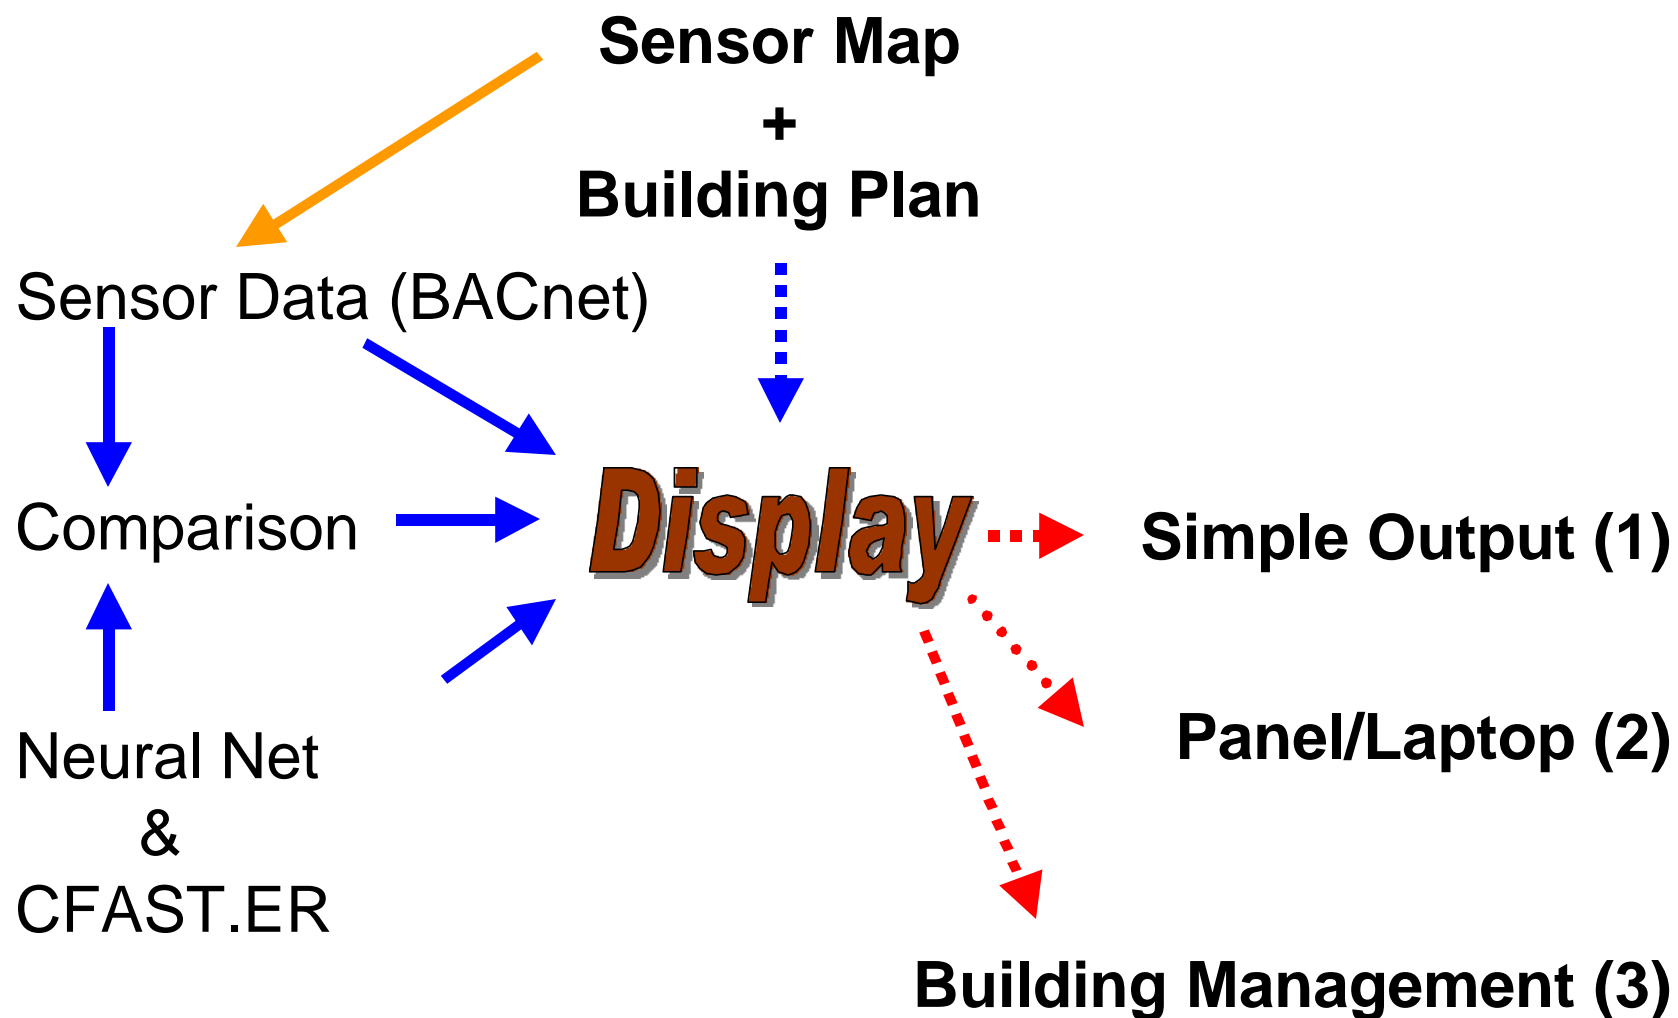 Sensor Map
+
Building Plan
Sensor Data (BACnet)
Comparison
Display
Simple Output (1)
Neural Net
&
CFAST.ER
Panel/Laptop (2)
Building Management (3)